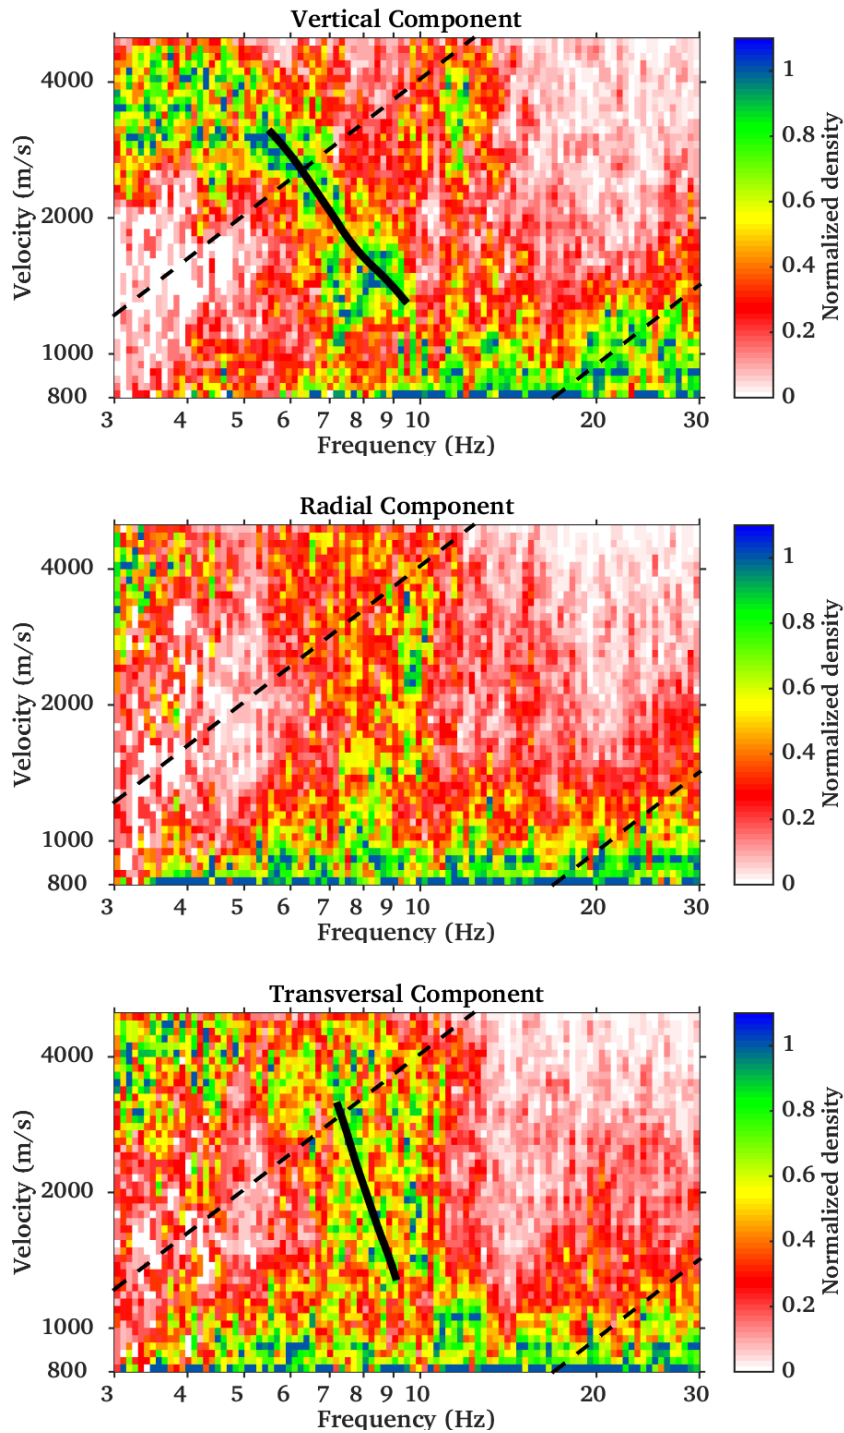 Vertical Component
4000
2000
1000
800
Velocity (m/s)
3 4 5 6 7 8 9 10 20 30
Frequency (Hz)
1
0.8
0.6
0.4
0.2
0
Normalized density
Radial Component
4000
2000
1000
800
Velocity (m/s)
3 4 5 6 7 8 9 10 20 30
Frequency (Hz)
1
0.8
0.6
0.4
0.2
0
Normalized density
Transversal Component
4000
2000
1000
800
Velocity (m/s)
3 4 5 6 7 8 9 10 20 30
Frequency (Hz)
1
0.8
0.6
0.4
0.2
0
Normalized density